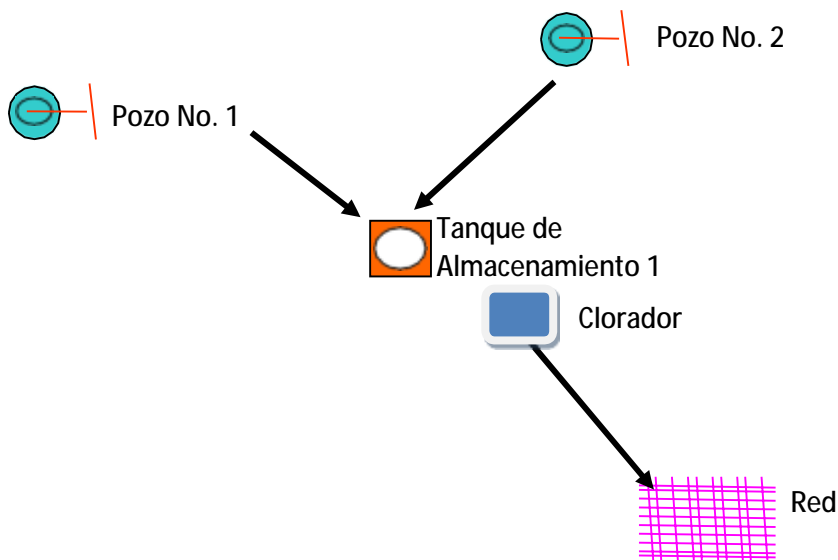 Pozo No. 2
Pozo No. 1
Tanque de
Almacenamiento 1
Clorador
Red